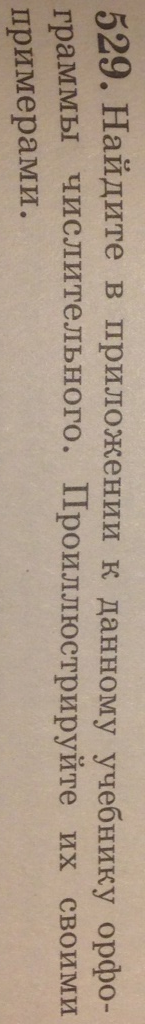 529. Найдите в приложении к данному учебнику орфо-
граммы числительного. Проиллюстрируйте их своими
примерами.